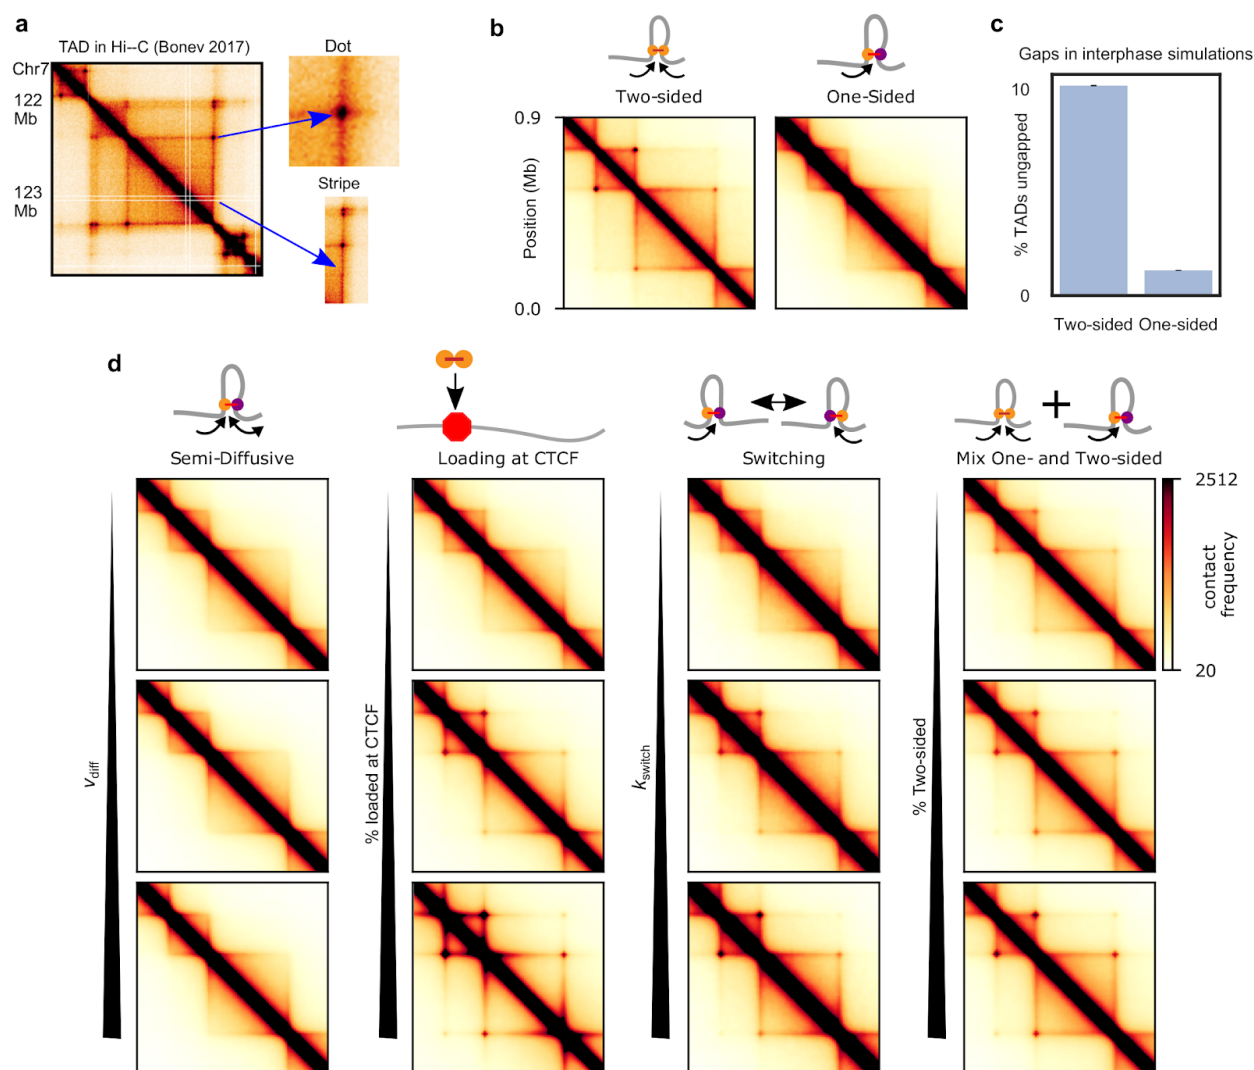 a
TAD in Hi--C (Bonev 2017)
Chr7
122
Mb
123
Mb
Dot
Stripe
b
Two-sided
One-Sided
0.9
Position (Mb)
0.0
c
Gaps in interphase simulations
10
% TADs ungapped
0
Two-sided One-sided
d
Semi-Diffusive
Loading at CTCF
Switching
Mix One- and Two-sided
vdiff
% loaded at CTCF
kswitch
% Two-sided
2512
contact
frequency
20